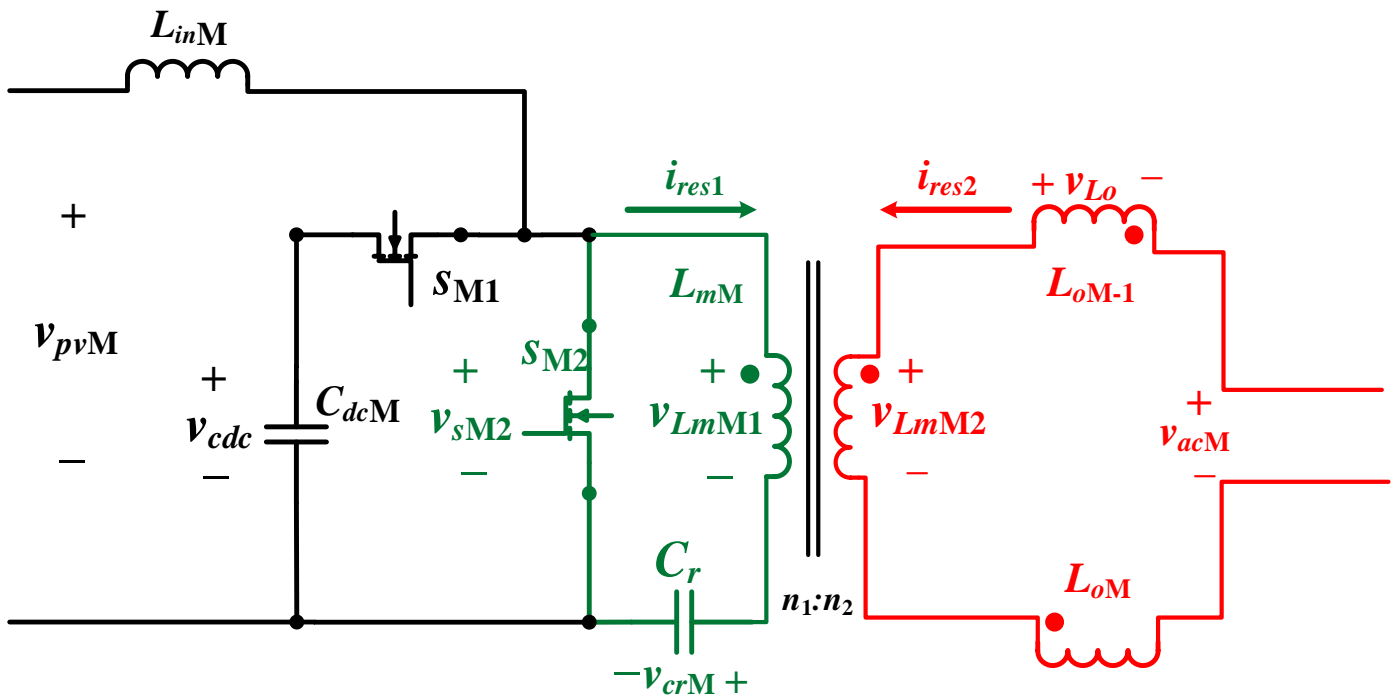 LinM
ires1
ires2
+ vLo −
LmM
LoM-1
sM1
+
vpvM
−
+
vcdc
−
CdcM
sM2
+
vsM2
−
+
vLmM1
−
+
vLmM2
−
+
vacM
−
Cr
n1:n2
LoM
−vcrM +